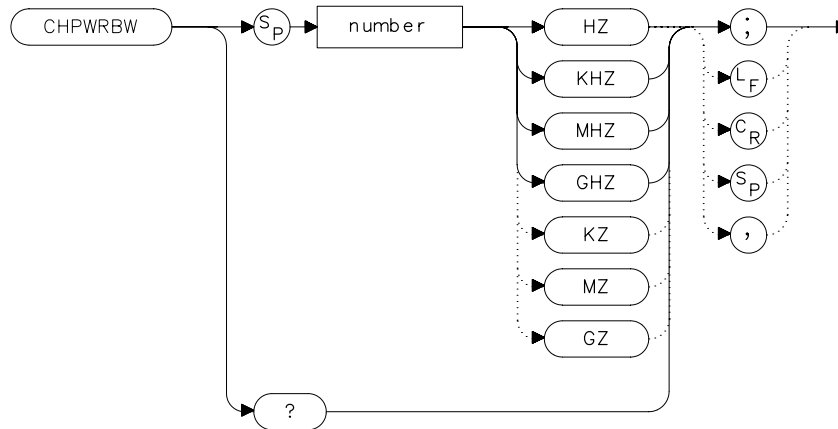 CHPWRBW SP number HZ ;
KHZ LF
MHZ CR
GHZ SP
KZ ,
MZ
GZ
?